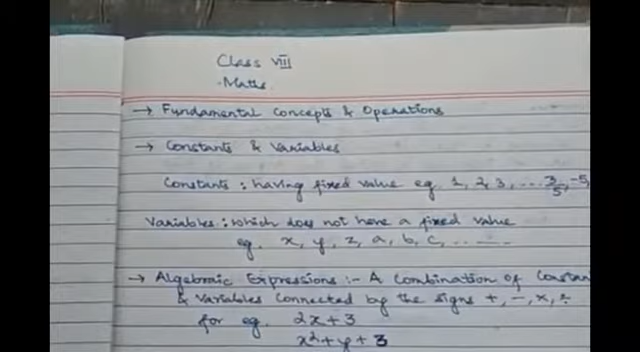 Class VIII
Maths
→ Fundamental Concepts & Operations
→ Constants & Variables
Constants : having fixed value eg 1, 2, 3, ... 3/5, -5
Variables : which does not have a fixed value
eg. x, y, z, a, b, c, ........
→ Algebraic Expressions :- A Combination of Constan
& Variables Connected by the signs +, -, ×, ÷
for eg. 2x + 3
x² + y + 3